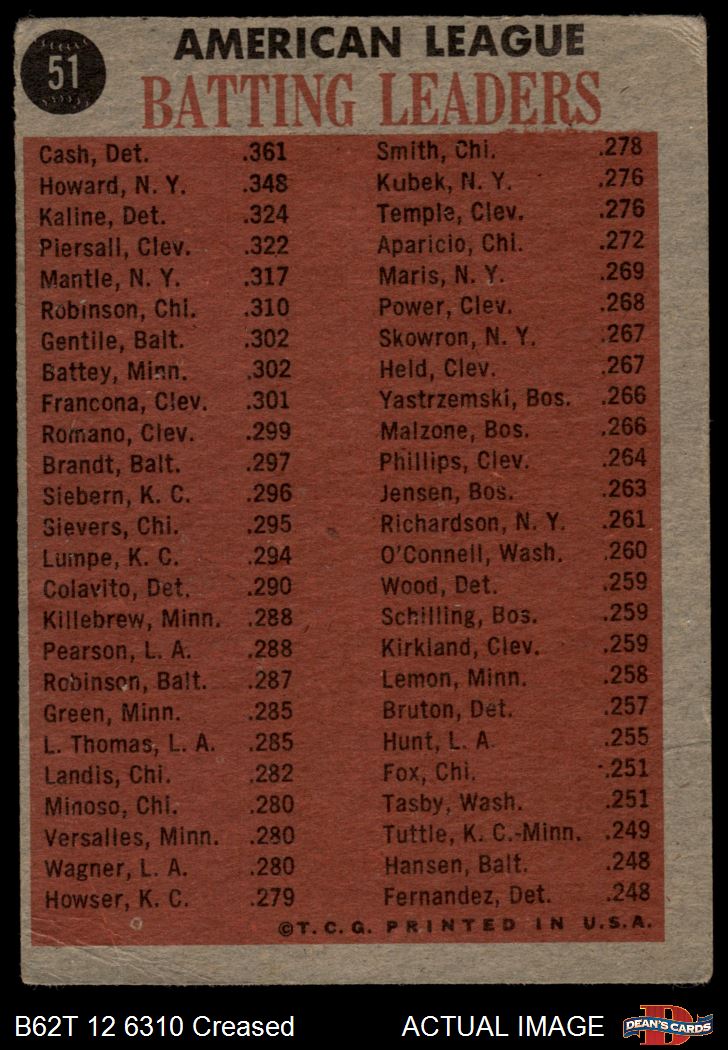 51
AMERICAN LEAGUE
BATTING LEADERS
Cash, Det. .361
Howard, N. Y. .348
Kaline, Det. .324
Piersall, Clev. .322
Mantle, N. Y. .317
Robinson, Chi. .310
Gentile, Balt. .302
Battey, Minn. .302
Francona, Clev. .301
Romano, Clev. .299
Brandt, Balt. .297
Siebern, K. C. .296
Sievers, Chi. .295
Lumpe, K. C. .294
Colavito, Det. .290
Killebrew, Minn. .288
Pearson, L. A. .288
Robinson, Balt. .287
Green, Minn. .285
L. Thomas, L. A. .285
Landis, Chi. .282
Minoso, Chi. .280
Versalles, Minn. .280
Wagner, L. A. .280
Howser, K. C. .279
Smith, Chi. .278
Kubek, N. Y. .276
Temple, Clev. .276
Aparicio, Chi. .272
Maris, N. Y. .269
Power, Clev. .268
Skowron, N. Y. .267
Held, Clev. .267
Yastrzemski, Bos. .266
Malzone, Bos. .266
Phillips, Clev. .264
Jensen, Bos. .263
Richardson, N. Y. .261
O'Connell, Wash. .260
Wood, Det. .259
Schilling, Bos. .259
Kirkland, Clev. .259
Lemon, Minn. .258
Bruton, Det. .257
Hunt, L. A. .255
Fox, Chi. .251
Tasby, Wash. .251
Tuttle, K. C.-Minn. .249
Hansen, Balt. .248
Fernandez, Det. .248
©T. C. G. PRINTED IN U.S.A.
B62T 12 6310 Creased ACTUAL IMAGE
D
DEAN'S CARDS